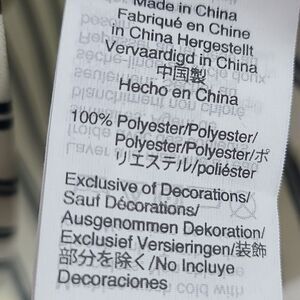 Made in China
Fabriqué en Chine
in China Hergestellt
Vervaardigd in China
中国製
Hecho en China
100% Polyester/Polyester/
Polyester/Polyester/ポ
リエステル/poliéster
Exclusive of Decorations/
Sauf Décorations/
Ausgenommen Dekoration/
Exclusief Versieringen/装飾
部分を除く/No Incluye
Decoraciones